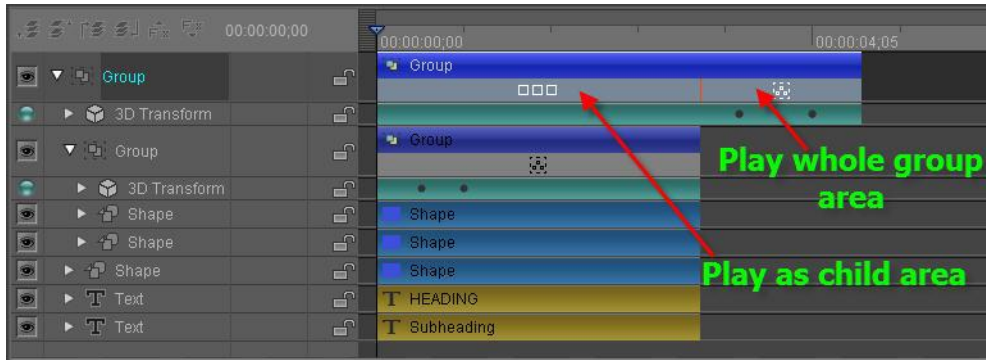 00:00:00;00
00:00:00;00 00:00:04;05
Group Group
3D Transform
Group Group
Play whole group
area
3D Transform
Shape Shape
Shape Shape
Shape Shape
Play as child area
Text T HEADING
Text T Subheading